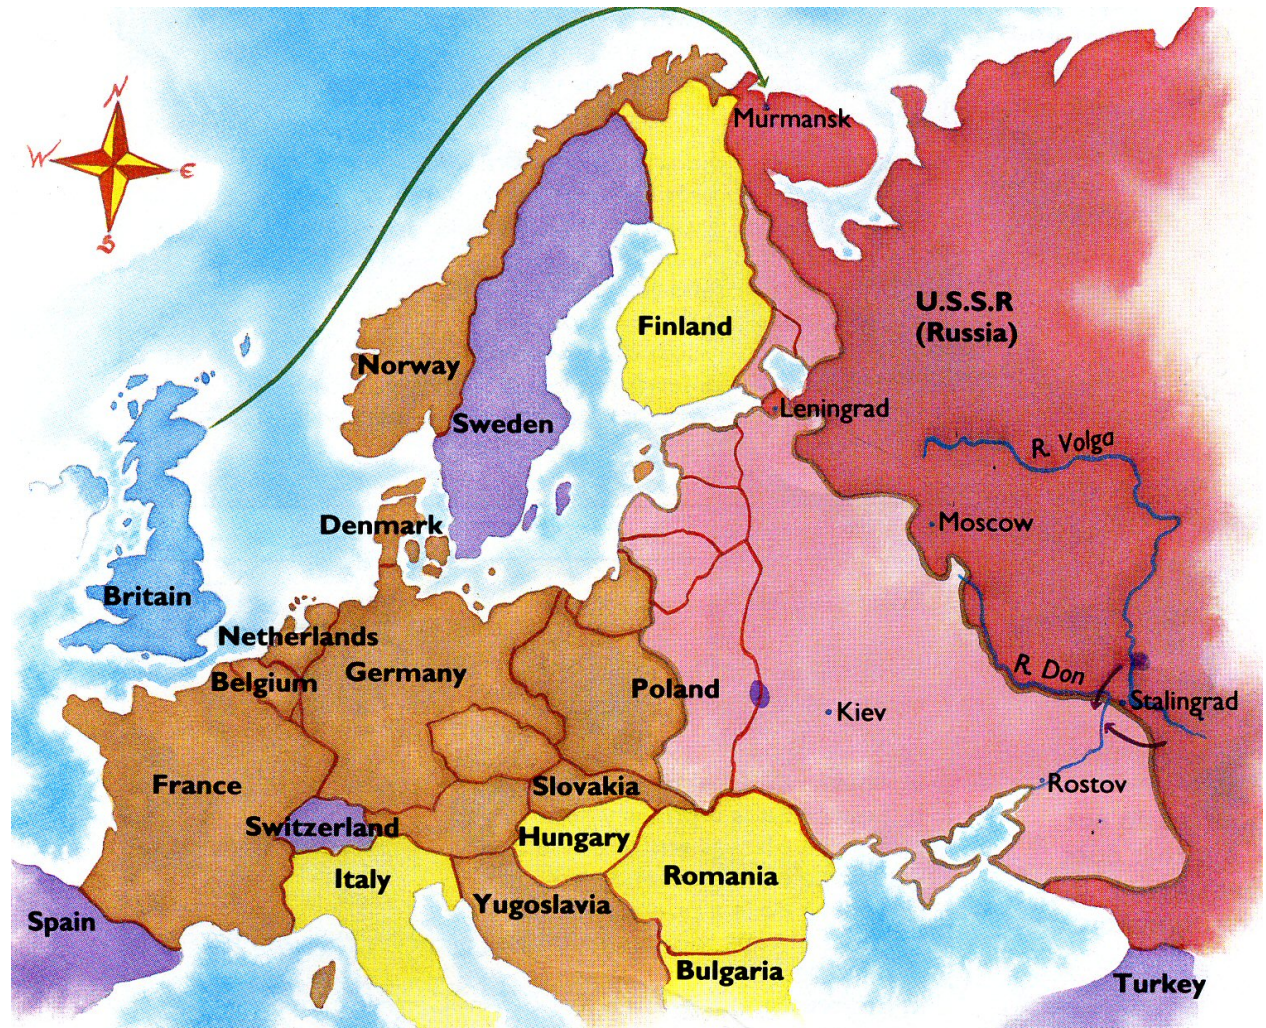 N
W
E
S
Murmansk
U.S.S.R
(Russia)
Finland
Norway
Sweden
Leningrad
R. Volga
Denmark
Moscow
Britain
Netherlands
Belgium
Germany
Poland
R. Don
Stalingrad
Kiev
France
Slovakia
Rostov
Switzerland
Hungary
Italy
Romania
Yugoslavia
Spain
Bulgaria
Turkey